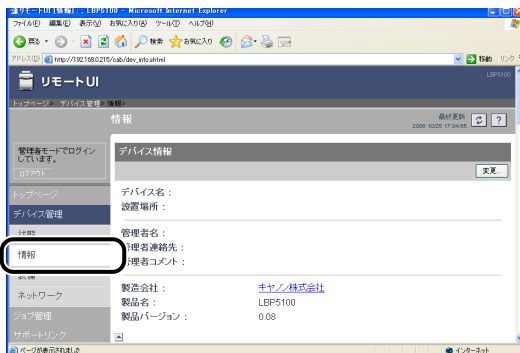 リモートUI [情報] : : LBP5100 - Microsoft Internet Explorer
ファイル(F) 編集(E) 表示(V) お気に入り(A) ツール(T) ヘルプ(H)
戻る 検索 お気に入り
アドレス(D) http://192.168.0.215/cab/dev_info.shtml 移動 リンク
リモートUI LBP5100
トップページ> デバイス管理> 情報>
情報 最終更新
2006 10/25 17:34:55 ?
管理者モードでログインしています。
ログアウト
デバイス情報
変更...
トップページ
デバイス管理
状態
情報
ネットワーク
ジョブ管理
サポートリンク
デバイス名 :
設置場所 :
管理者名 :
管理者連絡先 :
管理者コメント :
製造会社 : キヤノン株式会社
製品名 : LBP5100
製品バージョン : 0.08
ページが表示されました インターネット